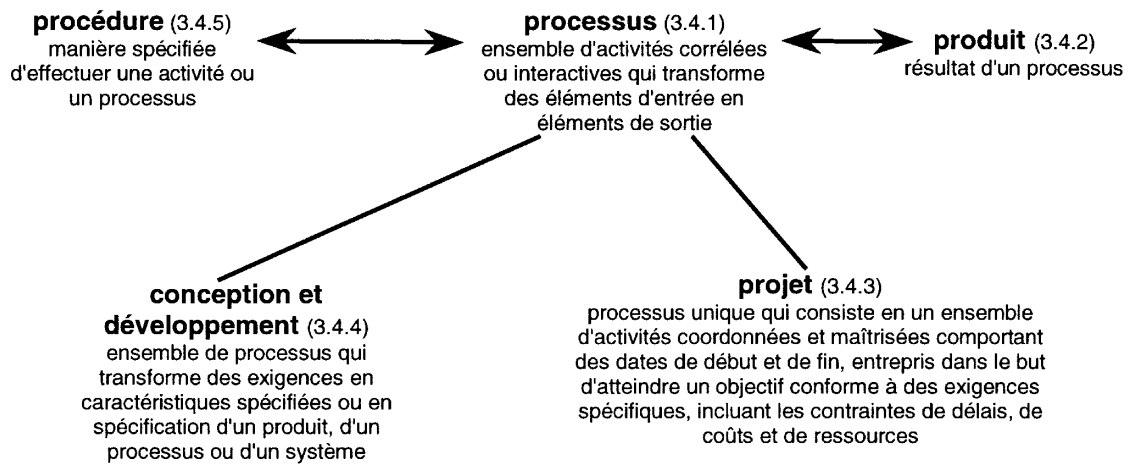 procédure (3.4.5)
manière spécifiée
d'effectuer une activité ou
un processus
processus (3.4.1)
ensemble d'activités corrélées
ou interactives qui transforme
des éléments d'entrée en
éléments de sortie
produit (3.4.2)
résultat d'un processus
conception et
développement (3.4.4)
ensemble de processus qui
transforme des exigences en
caractéristiques spécifiées ou en
spécification d'un produit, d'un
processus ou d'un système
projet (3.4.3)
processus unique qui consiste en un ensemble
d'activités coordonnées et maîtrisées comportant
des dates de début et de fin, entrepris dans le but
d'atteindre un objectif conforme à des exigences
spécifiques, incluant les contraintes de délais, de
coûts et de ressources